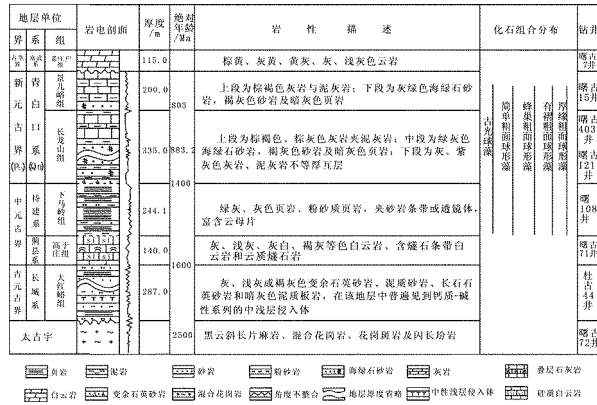 地层单位
岩电剖面
厚度/m
绝对年龄/Ma
岩 性 描 述
化石组合分布
钻井
界 系 组
115.0
棕黄、灰黄、黄灰、灰、浅灰色云岩
曙古7井
新元古界(Pt₃)
青白口系(Qn)
景儿峪组
200.0
803
上段为棕褐色灰岩与泥灰岩；下段为灰绿色海绿石砂岩，褐灰色砂岩及暗灰色页岩
曙古15井
长龙山组
335.0
883.2
上段为棕褐色、棕灰色灰岩夹泥灰岩；中段为绿灰色海绿石砂岩，褐灰色砂岩及暗灰色页岩；下段为灰、紫灰色灰岩、泥灰岩不等厚互层
曙古403井
曙古121井
1400
中元古界
待建系
下马岭组
244.1
绿灰、灰色页岩、粉砂质页岩，夹砂岩条带或透镜体，富含云母片
曙108井
蓟县系
高于庄组
140.0
灰、浅灰、灰白、褐灰等色白云岩、含燧石条带白云岩和云质燧石岩
曙古71井
1600
古元古界
长城系
大红峪组
287.0
灰、浅灰或褐灰色变余石英砂岩、泥质砂岩、长石石英砂岩和暗灰色泥质板岩，在该地层中普遍见到钙质-碱性系列的中浅层侵入体
杜古44井
太古宇
2500
黑云斜长片麻岩、混合花岗岩、花岗斑岩及闪长玢岩
曙古72井
古光球藻
简单粗面球形藻
蜂巢粗面球形藻
有褶粗面球形藻
厚缘粗面球形藻
页岩 泥岩 砂岩 粉砂岩 海绿石砂岩 灰岩 叠层石灰岩
白云岩 变余石英砂岩 混合花岗岩 角度不整合 地层厚度省略 中性浅层侵入体 硅质白云岩